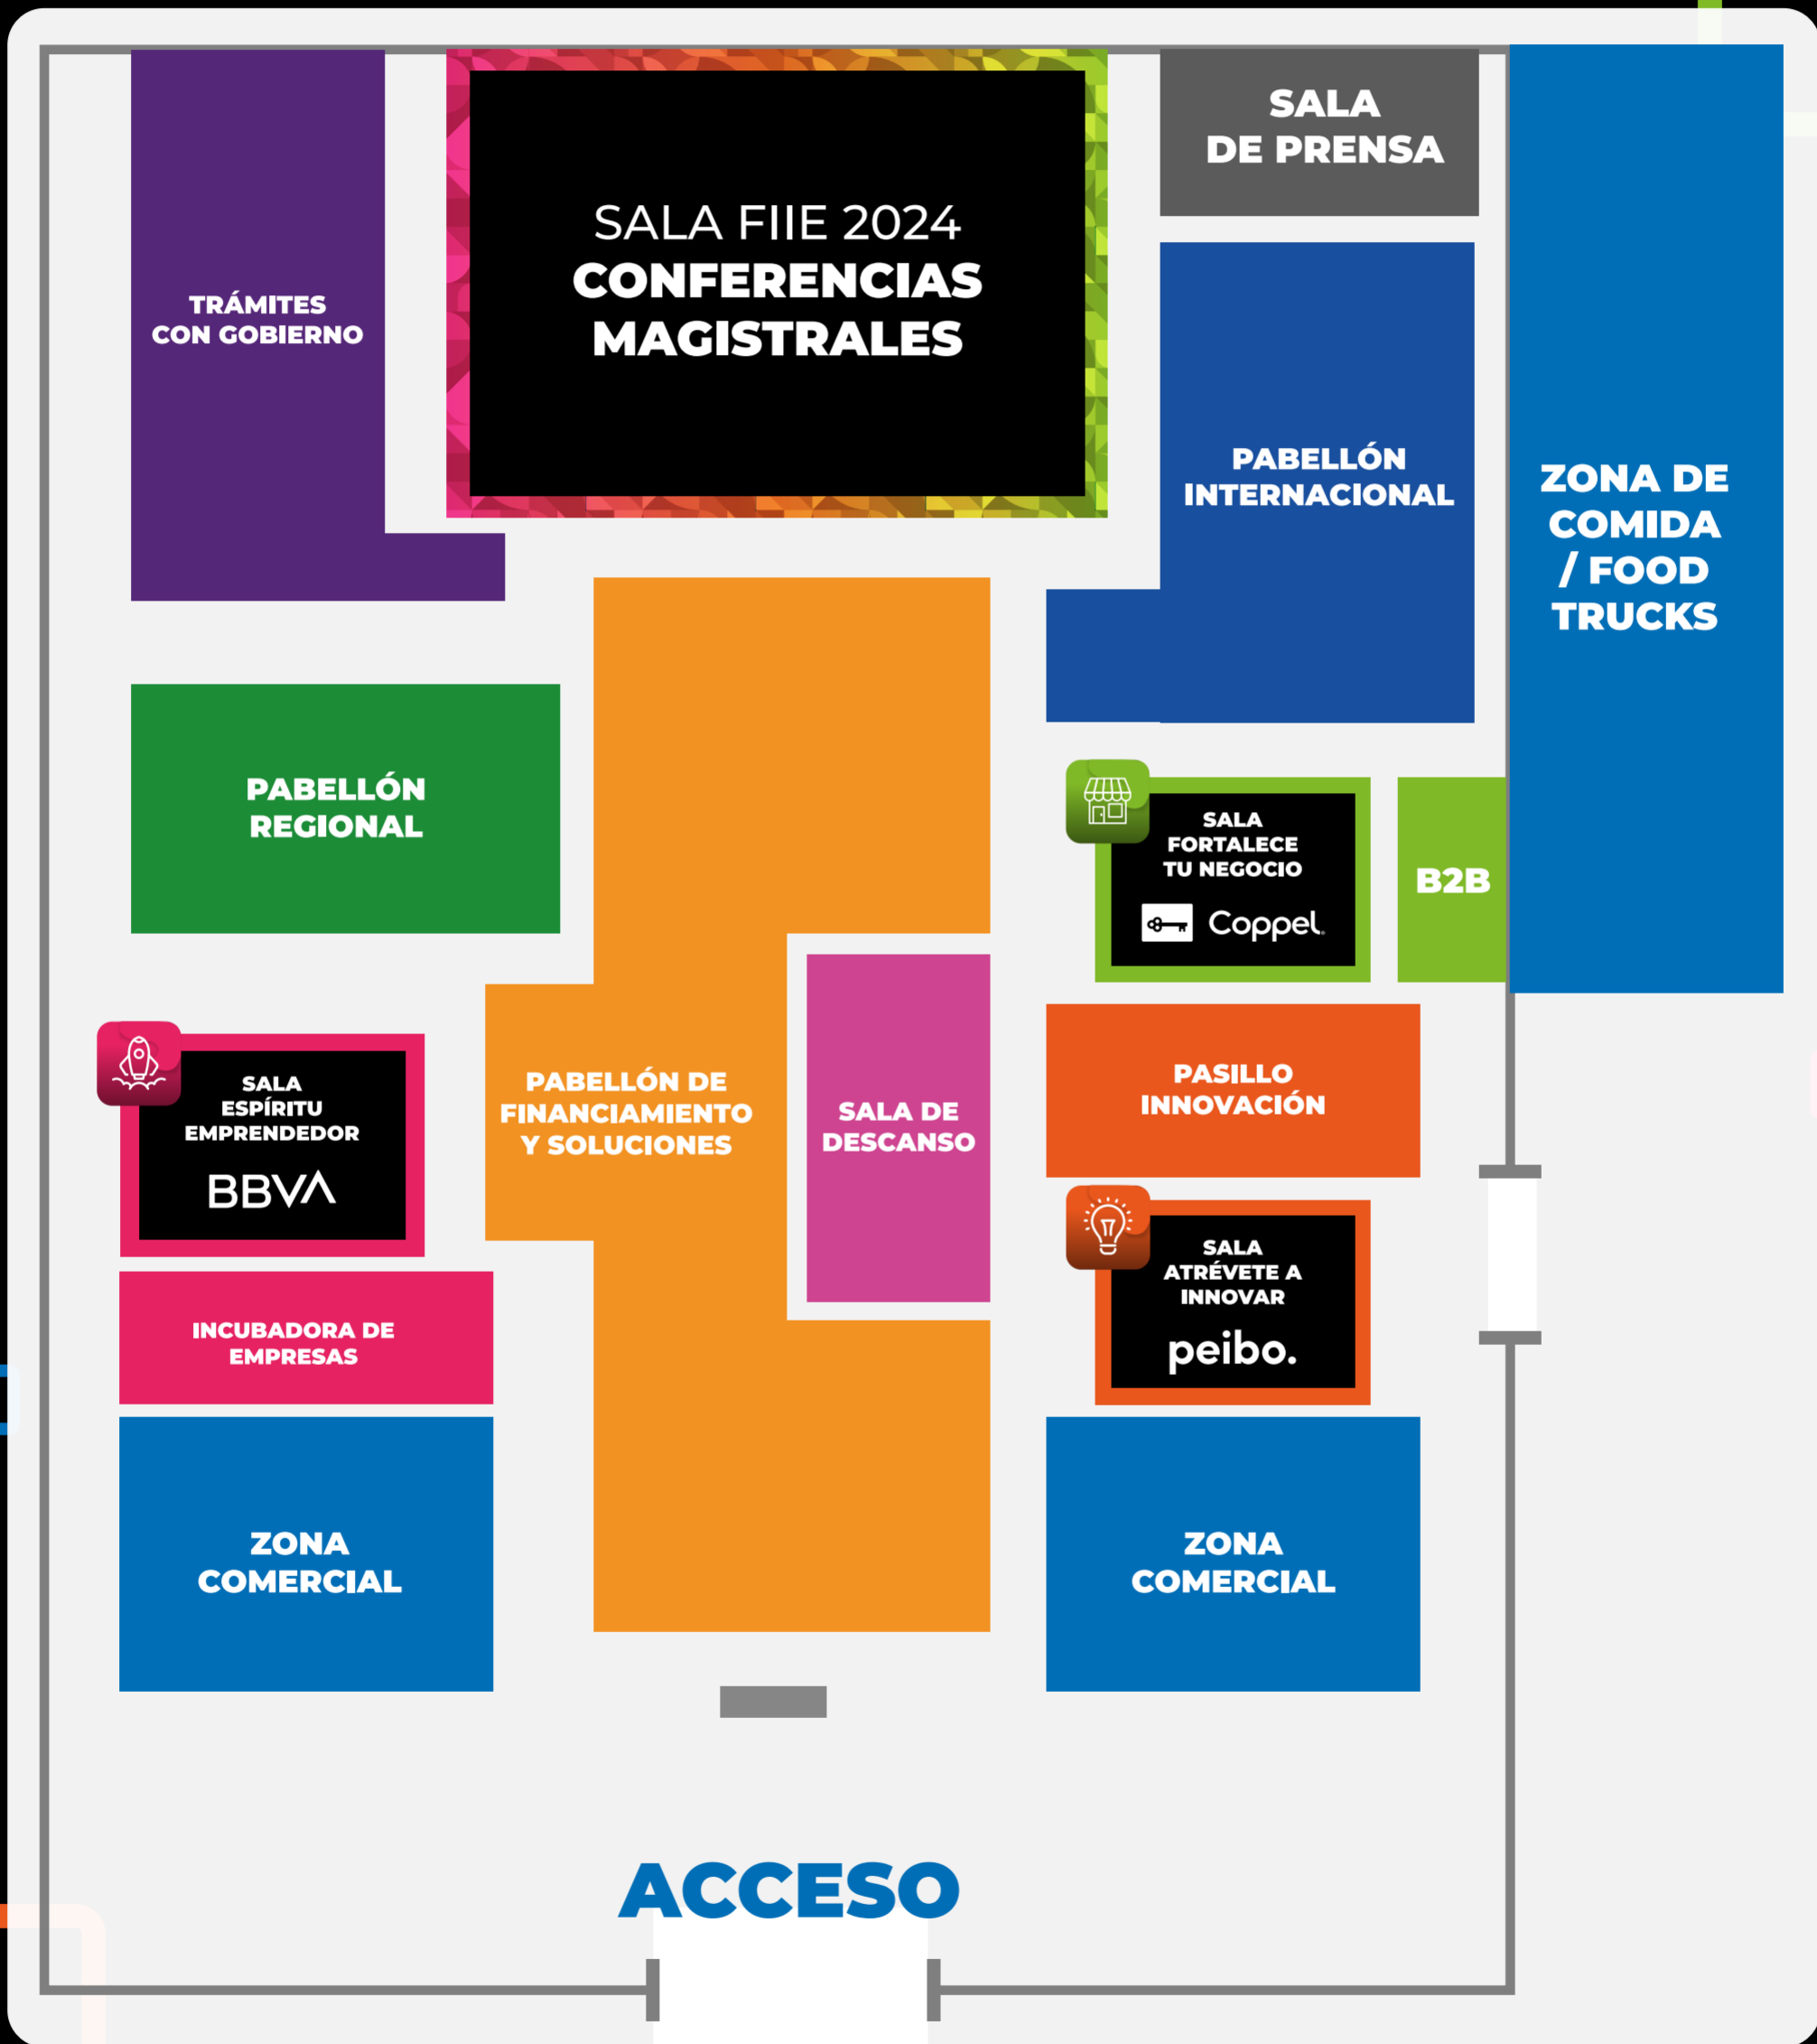 SALA FIIE 2024
CONFERENCIAS
MAGISTRALES
SALA
DE PRENSA
TRÁMITES
CON GOBIERNO
PABELLÓN
INTERNACIONAL
ZONA DE
COMIDA
/ FOOD
TRUCKS
PABELLÓN
REGIONAL
SALA
FORTALECE
TU NEGOCIO
Coppel
B2B
SALA
ESPÍRITU
EMPRENDEDOR
BBVA
PABELLÓN DE
FINANCIAMIENTO
Y SOLUCIONES
SALA DE
DESCANSO
PASILLO
INNOVACIÓN
SALA
ATRÉVETE A
INNOVAR
peibo.
INCUBADORA DE
EMPRESAS
ZONA
COMERCIAL
ZONA
COMERCIAL
ACCESO